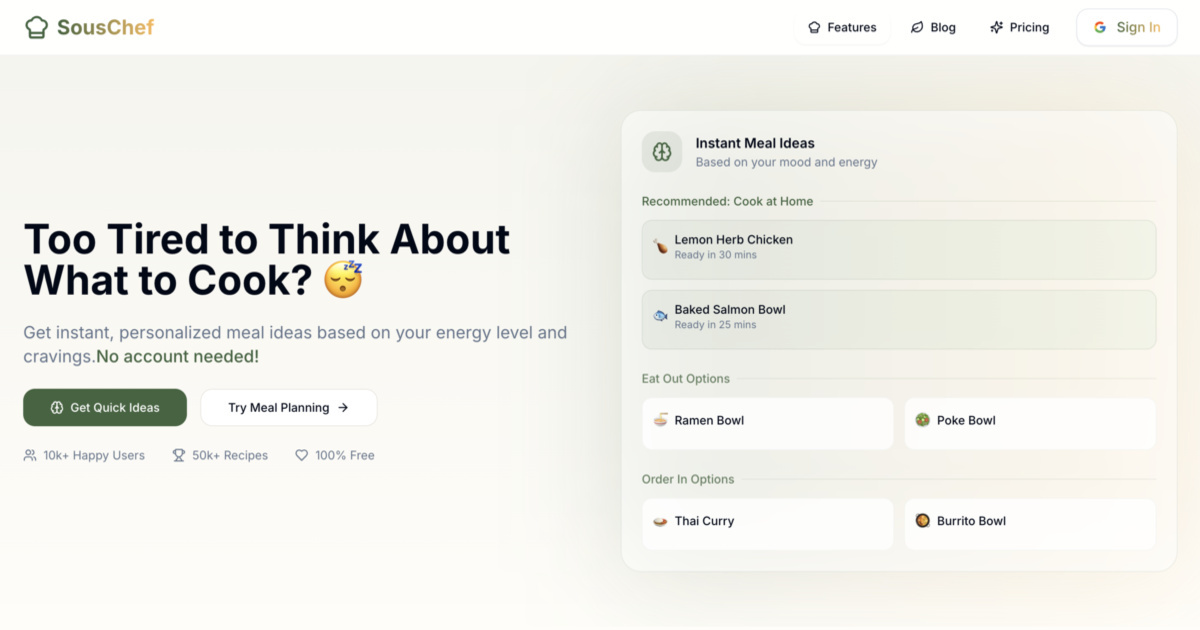 SousChef
Features
Blog
Pricing
Sign In
Too Tired to Think About
What to Cook? 😴
Get instant, personalized meal ideas based on your energy level and
cravings.No account needed!
Get Quick Ideas
Try Meal Planning →
10k+ Happy Users
50k+ Recipes
100% Free
Instant Meal Ideas
Based on your mood and energy
Recommended: Cook at Home
Lemon Herb Chicken
Ready in 30 mins
Baked Salmon Bowl
Ready in 25 mins
Eat Out Options
Ramen Bowl
Poke Bowl
Order In Options
Thai Curry
Burrito Bowl